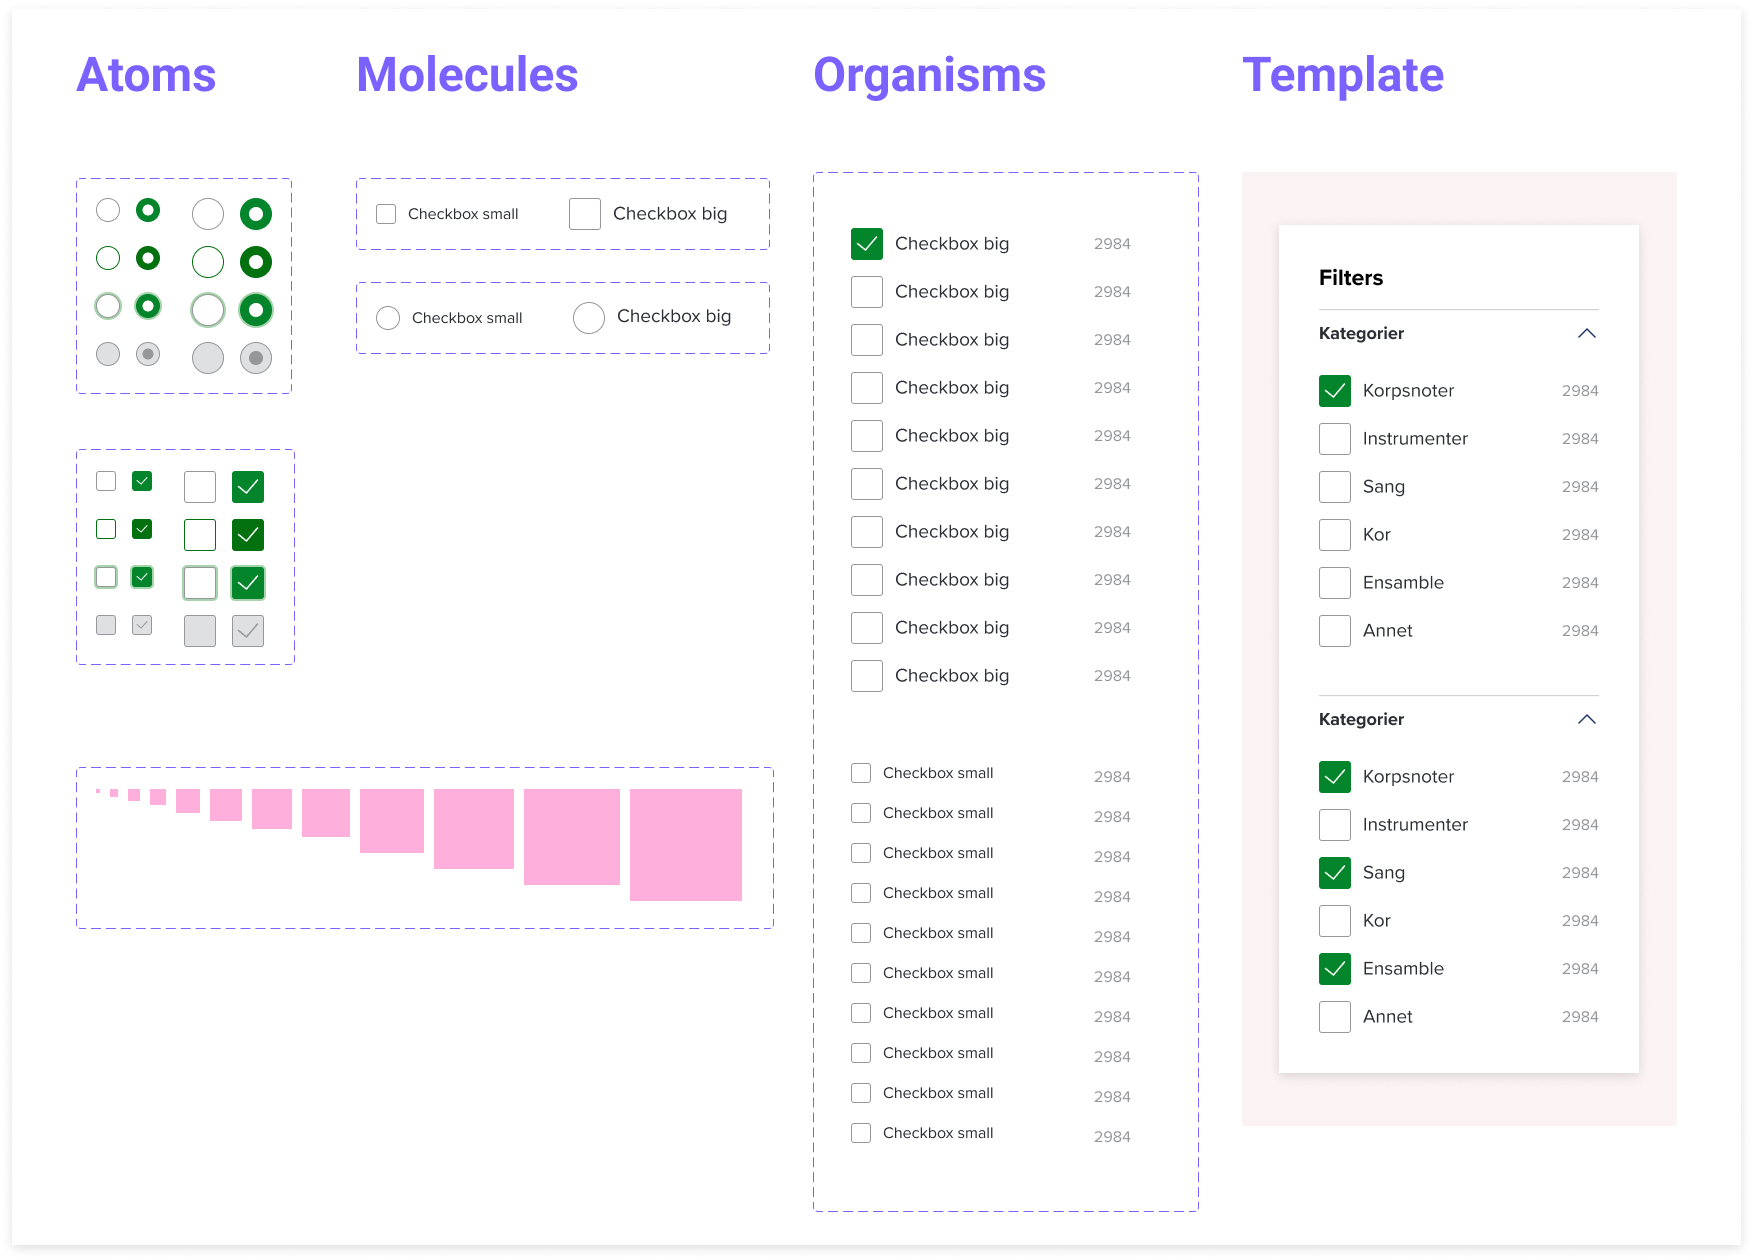 Atoms
Molecules
Organisms
Template
Checkbox small
Checkbox big
Checkbox small
Checkbox big
Checkbox big 2984
Checkbox big 2984
Checkbox big 2984
Checkbox big 2984
Checkbox big 2984
Checkbox big 2984
Checkbox big 2984
Checkbox big 2984
Checkbox big 2984
Checkbox big 2984
Checkbox small 2984
Checkbox small 2984
Checkbox small 2984
Checkbox small 2984
Checkbox small 2984
Checkbox small 2984
Checkbox small 2984
Checkbox small 2984
Checkbox small 2984
Checkbox small 2984
Filters
Kategorier
Korpsnoter 2984
Instrumenter 2984
Sang 2984
Kor 2984
Ensamble 2984
Annet 2984
Kategorier
Korpsnoter 2984
Instrumenter 2984
Sang 2984
Kor 2984
Ensamble 2984
Annet 2984